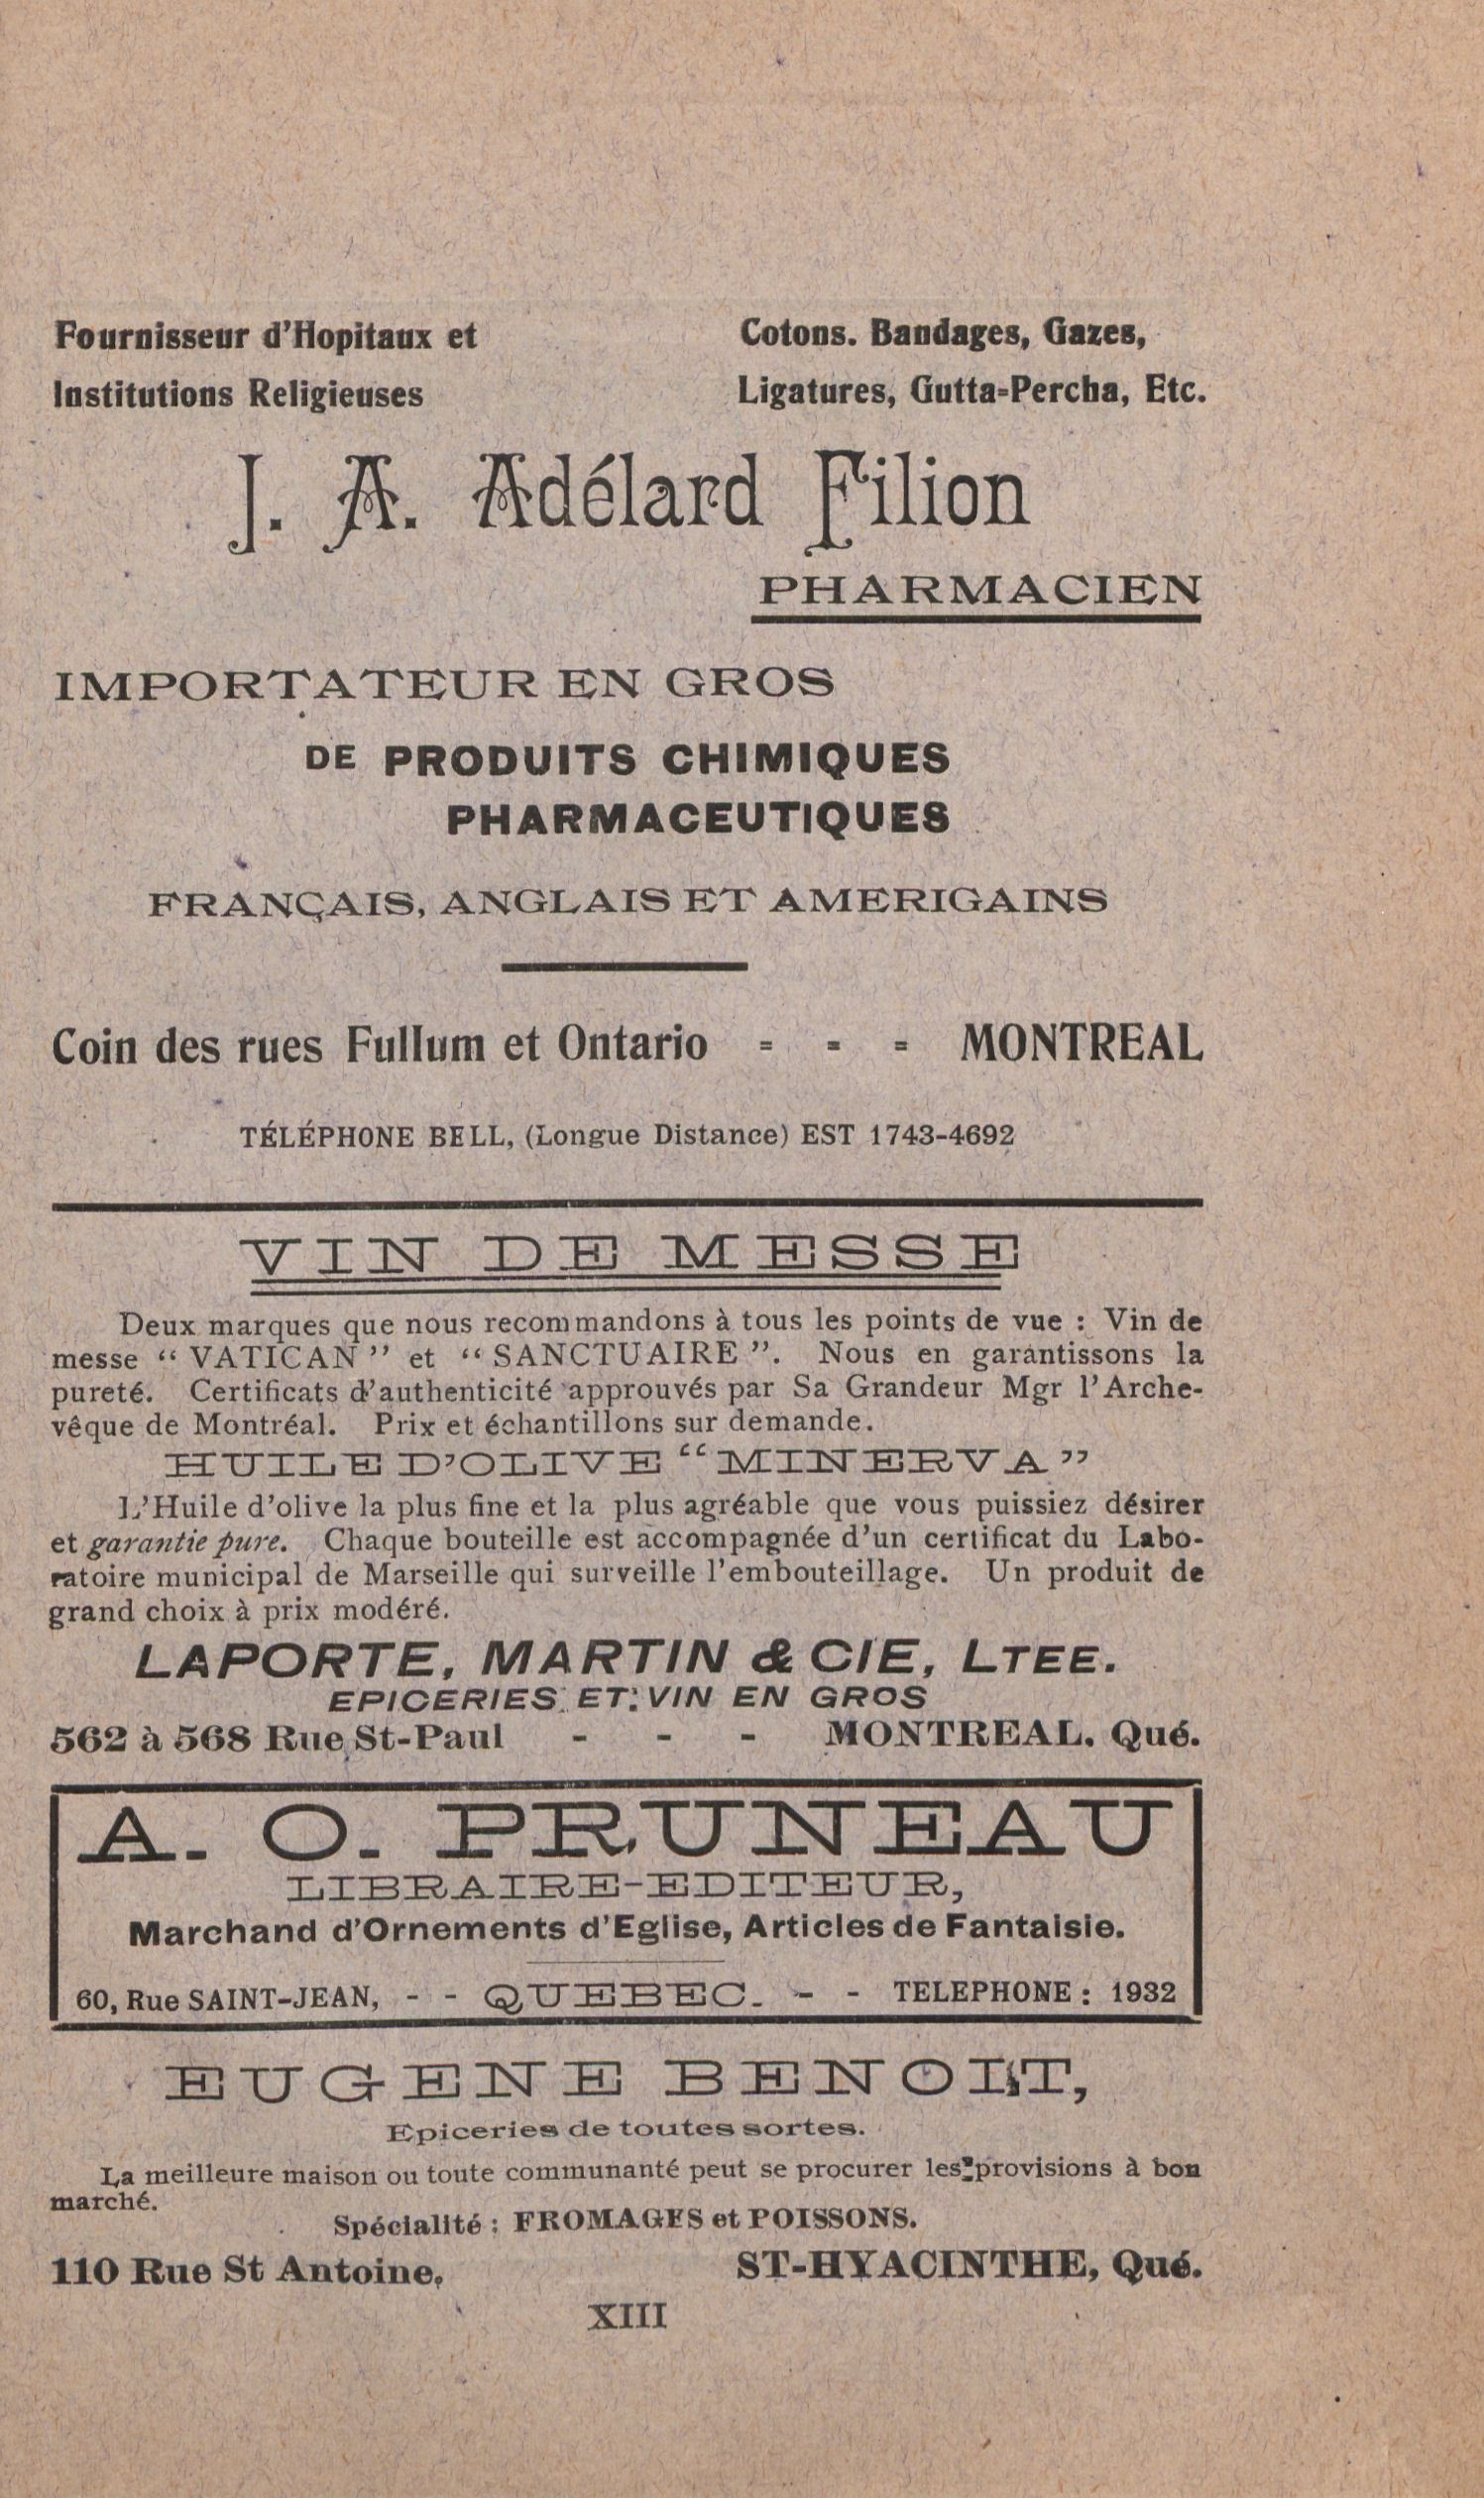 Fournisseur d'Hopitaux et
Institutions Religieuses
Cotons. Bandages, Gazes,
Ligatures, Gutta-Percha, Etc.
J. A. Adélard Filion
PHARMACIEN
IMPORTATEUR EN GROS
DE PRODUITS CHIMIQUES
PHARMACEUTIQUES
FRANÇAIS, ANGLAIS ET AMERIGAINS
Coin des rues Fullum et Ontario - - - MONTREAL
TÉLÉPHONE BELL, (Longue Distance) EST 1743-4692
VIN DE MESSE
Deux marques que nous recommandons à tous les points de vue : Vin de
messe “ VATICAN ” et “ SANCTUAIRE ”. Nous en garantissons la
pureté. Certificats d'authenticité approuvés par Sa Grandeur Mgr l'Arche-
vêque de Montréal. Prix et échantillons sur demande.
HUILE D'OLIVE “MINERVA”
L'Huile d'olive la plus fine et la plus agréable que vous puissiez désirer
et garantie pure. Chaque bouteille est accompagnée d'un certificat du Labo-
ratoire municipal de Marseille qui surveille l'embouteillage. Un produit de
grand choix à prix modéré.
LAPORTE, MARTIN & CIE, LTEE.
EPICERIES ET VIN EN GROS
562 à 568 Rue St-Paul - - - MONTREAL. Qué.
A. O. PRUNEAU
LIBRAIRE-EDITEUR,
Marchand d'Ornements d'Eglise, Articles de Fantaisie.
60, Rue SAINT-JEAN, - - QUEBEC. - - TELEPHONE : 1932
EUGENE BENOIT,
Epiceries de toutes sortes.
La meilleure maison ou toute communanté peut se procurer les provisions à bon
marché.
Spécialité : FROMAGES et POISSONS.
110 Rue St Antoine, ST-HYACINTHE, Qué.
XIII